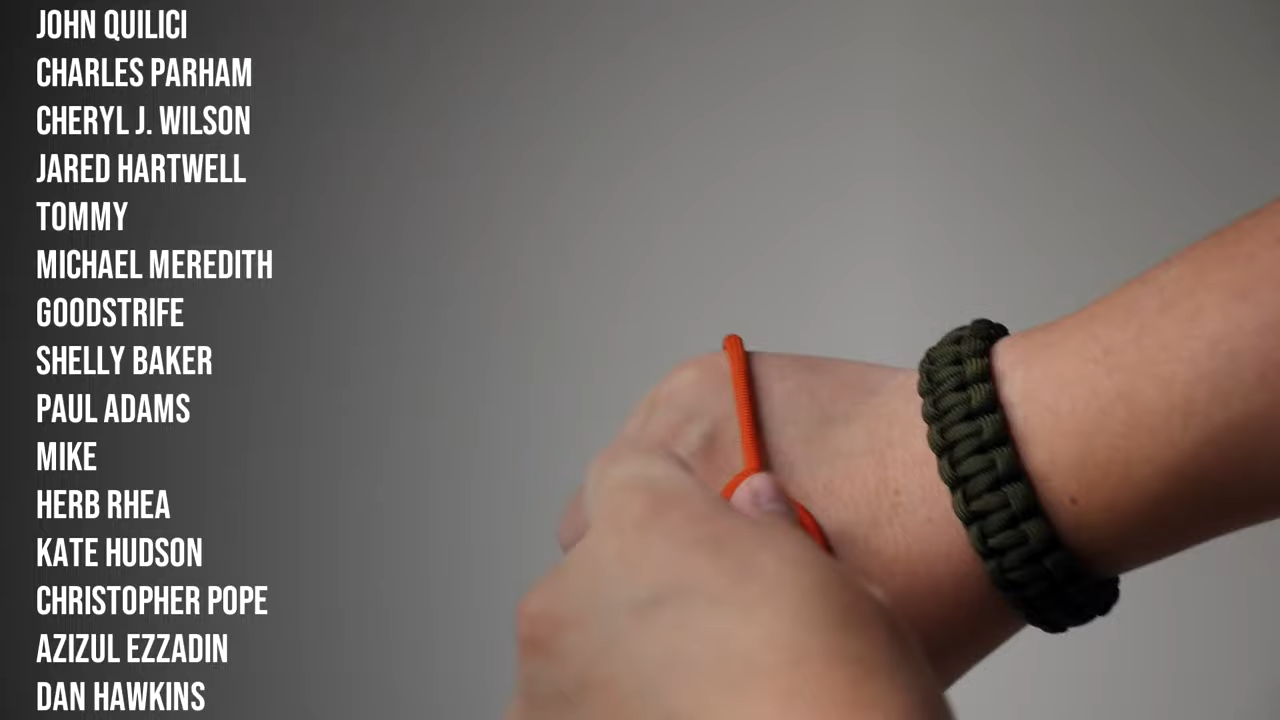 JOHN QUILICI
CHARLES PARHAM
CHERYL J. WILSON
JARED HARTWELL
TOMMY
MICHAEL MEREDITH
GOODSTRIFE
SHELLY BAKER
PAUL ADAMS
MIKE
HERB RHEA
KATE HUDSON
CHRISTOPHER POPE
AZIZUL EZZADIN
DAN HAWKINS